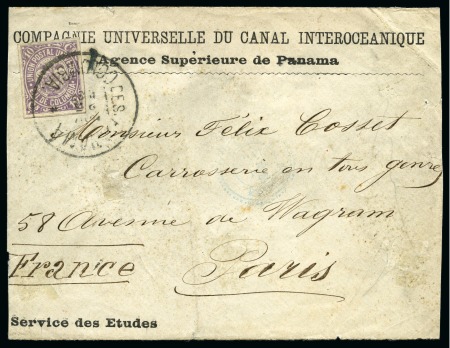 COMPAGNIE UNIVERSELLE DU CANAL INTEROCEANIQUE
Agence Supérieure de Panama
Monsieur Félix Cosset
Carrosserie en tous genres
58 Avenue de Wagram
Paris
France
Service des Etudes